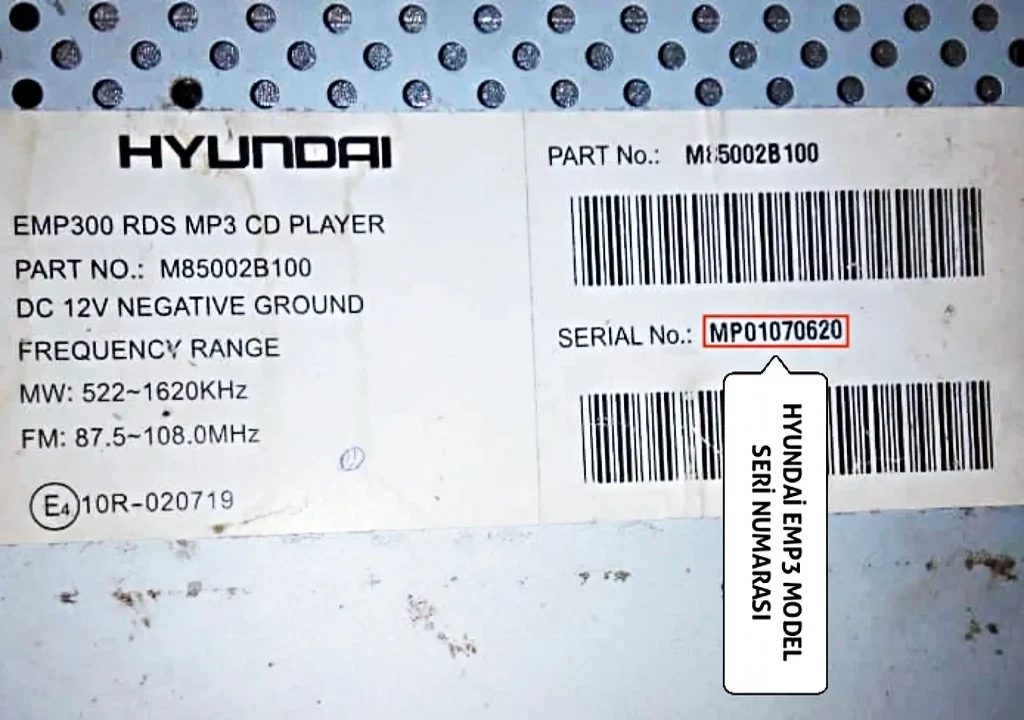 HYUNDAI
EMP300 RDS MP3 CD PLAYER
PART NO.: M85002B100
DC 12V NEGATIVE GROUND
FREQUENCY RANGE
MW: 522~1620KHz
FM: 87.5~108.0MHz
E4 10R-020719
PART No.: M85002B100
SERIAL No.: MP01070620
HYUNDAİ EMP3 MODEL
SERİ NUMARASI